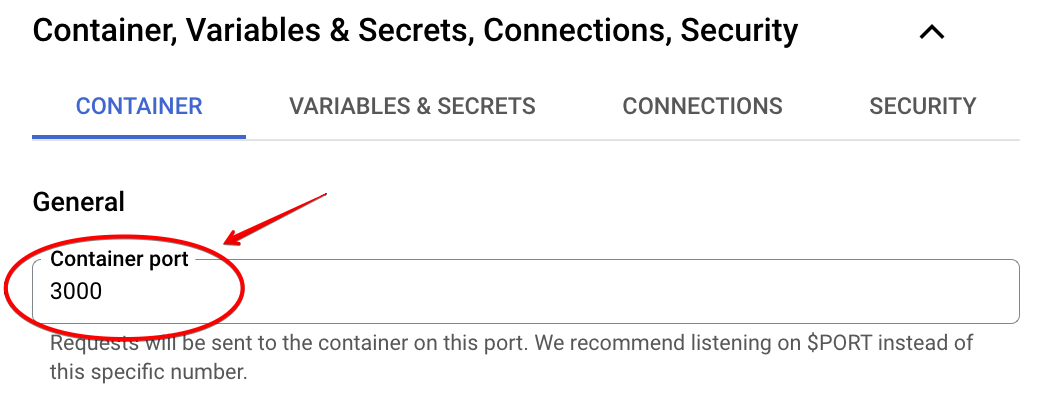 Container, Variables & Secrets, Connections, Security
CONTAINER VARIABLES & SECRETS CONNECTIONS SECURITY
General
Container port
3000
Requests will be sent to the container on this port. We recommend listening on $PORT instead of
this specific number.